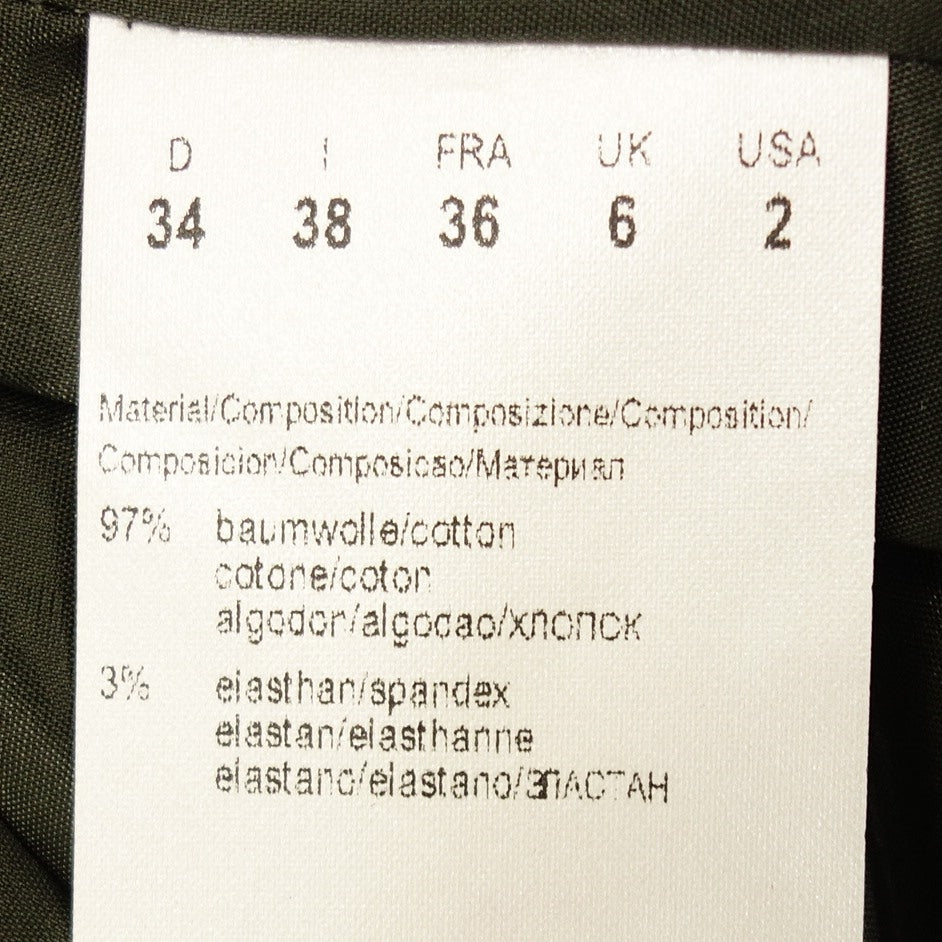 D I FRA UK USA
34 38 36 6 2
Material/Composition/Composizione/Composition/
Composicion/Composicao/Материал
97% baumwolle/cotton
cotone/coton
algodon/algodao/хлопок
3% elasthan/spandex
elastan/elasthanne
elastano/elastano/ЭЛАСТАН